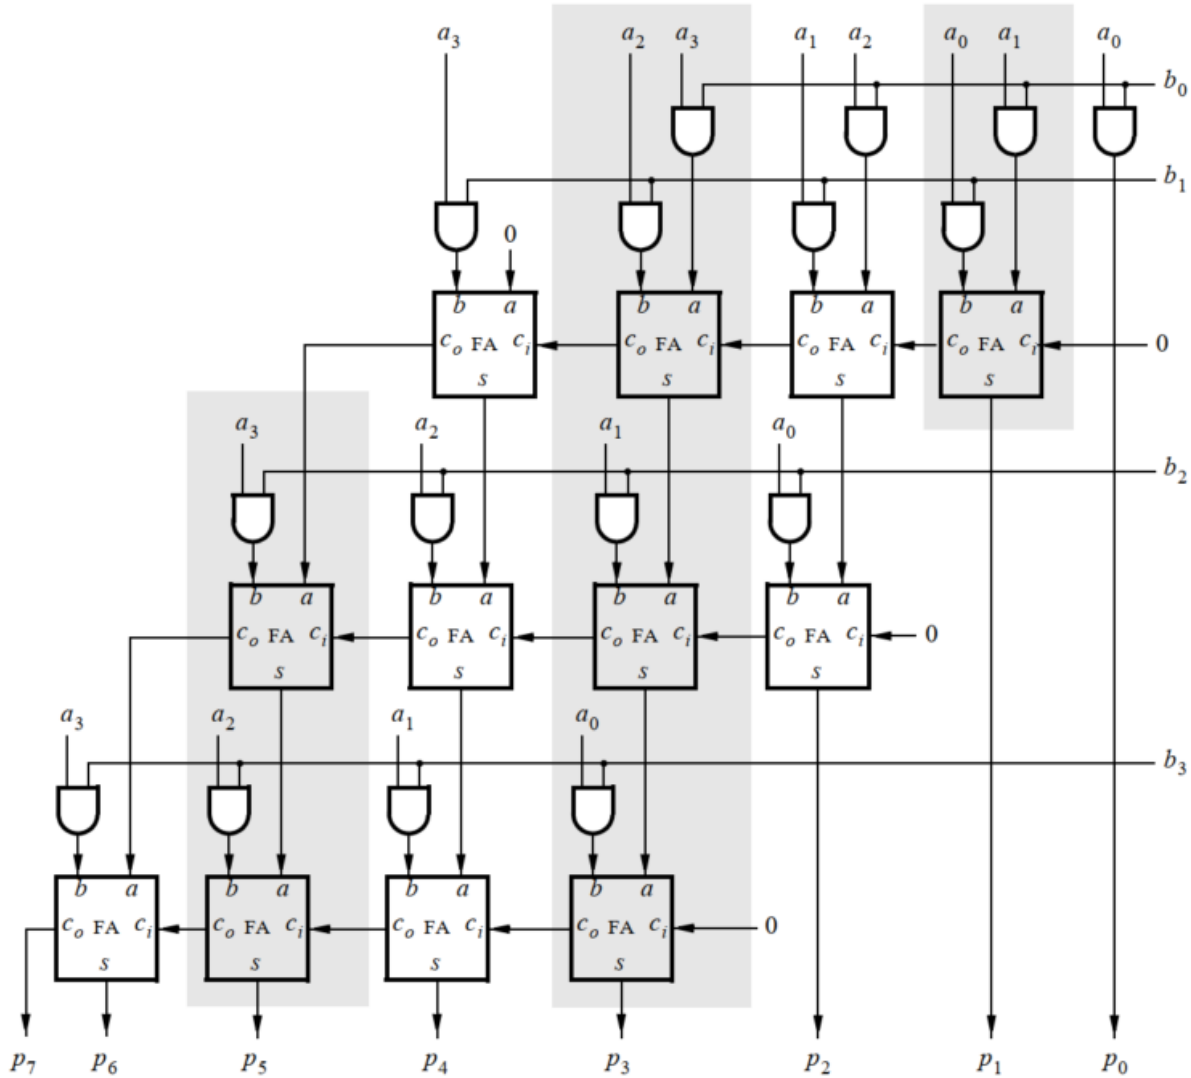 a3 a2 a3 a1 a2 a0 a1 a0
b0
b1
0
b a b a b a b a
co FA ci co FA ci co FA ci co FA ci 0
s s s s
a3 a2 a1 a0
b2
b a b a b a b a
co FA ci co FA ci co FA ci co FA ci 0
s s s s
a3 a2 a1 a0
b3
b a b a b a b a
co FA ci co FA ci co FA ci co FA ci 0
s s s s
p7 p6 p5 p4 p3 p2 p1 p0